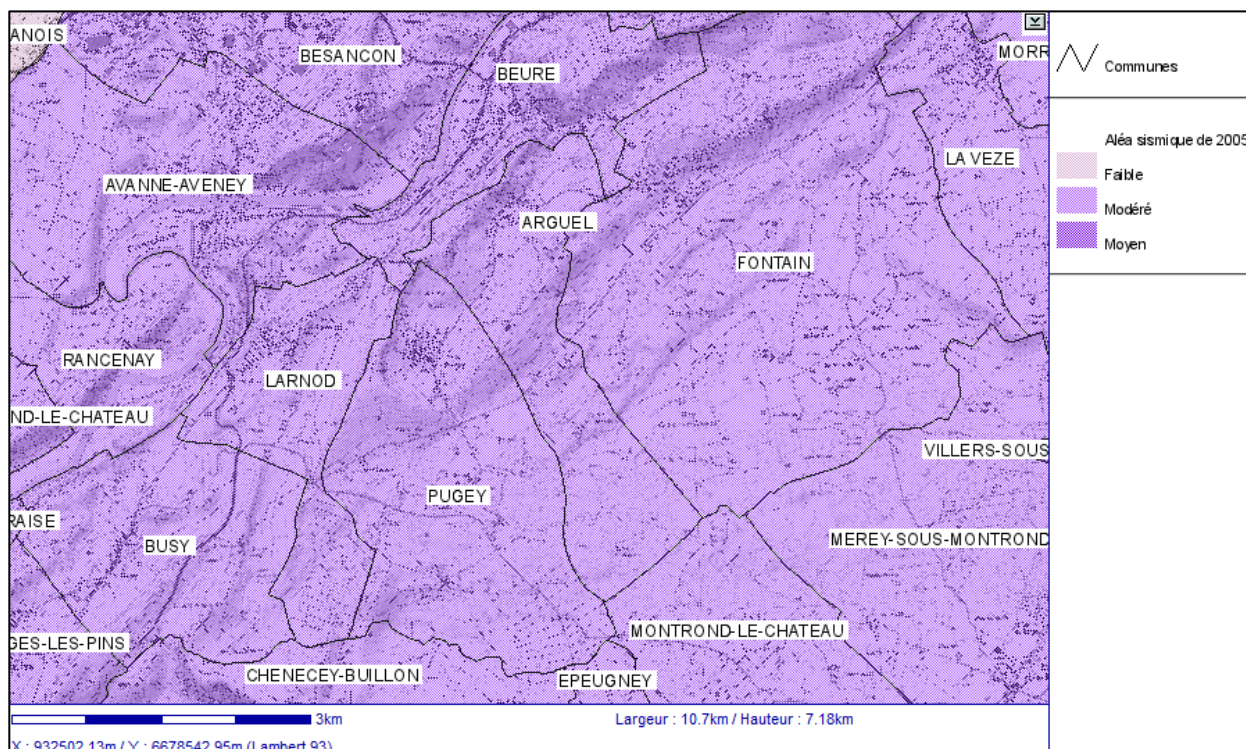 ANOIS
BESANCON
BEURE
MORR
LA VEZE
AVANNE-AVENEY
ARGUEL
FONTAIN
RANCENAY
LARNOD
ND-LE-CHATEAU
VILLERS-SOUS
PUGEY
RAISE
BUSY
MEREY-SOUS-MONTROND
GES-LES-PINS
MONTROND-LE-CHATEAU
CHENECEY-BUILLON
EPEUGNEY
Communes
Aléa sismique de 2005
Faible
Modéré
Moyen
3km
Largeur : 10.7km / Hauteur : 7.18km
X : 932502.13m / Y : 6678542.95m (Lambert 93)